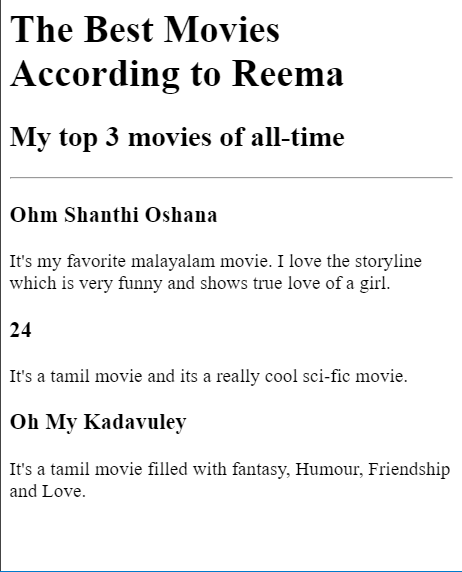 The Best Movies
According to Reema
My top 3 movies of all-time
Ohm Shanthi Oshana
It's my favorite malayalam movie. I love the storyline
which is very funny and shows true love of a girl.
24
It's a tamil movie and its a really cool sci-fic movie.
Oh My Kadavuley
It's a tamil movie filled with fantasy, Humour, Friendship
and Love.